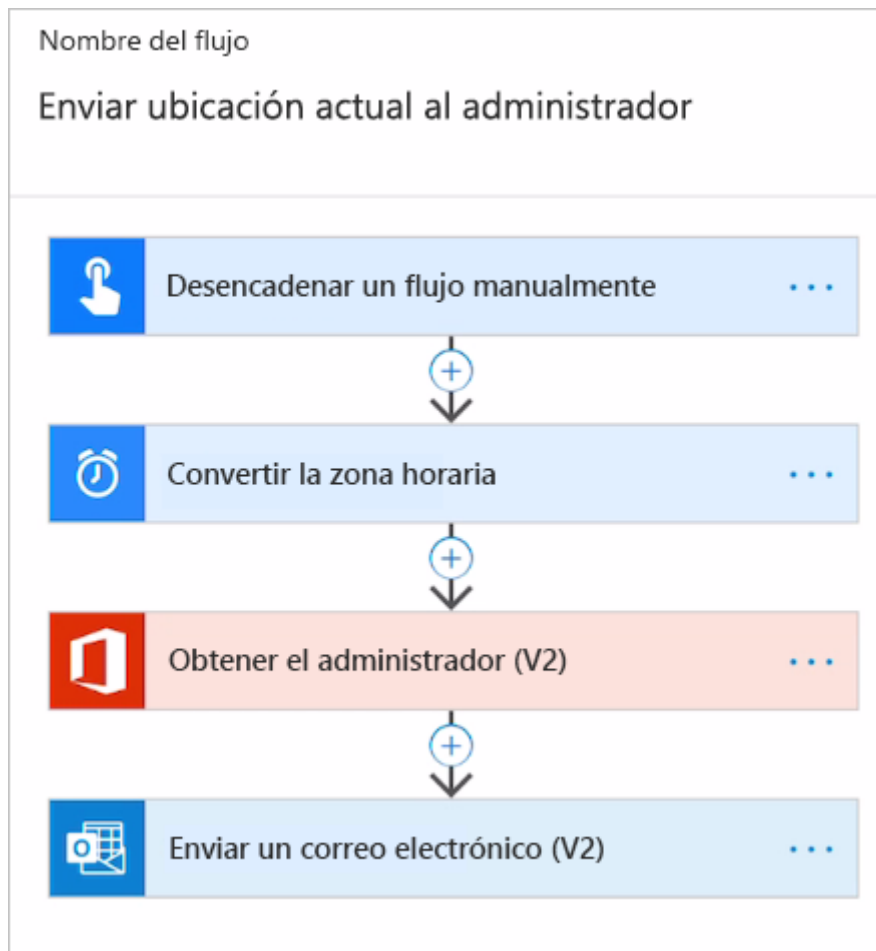 Nombre del flujo
Enviar ubicación actual al administrador
Desencadenar un flujo manualmente
Convertir la zona horaria
Obtener el administrador (V2)
Enviar un correo electrónico (V2)